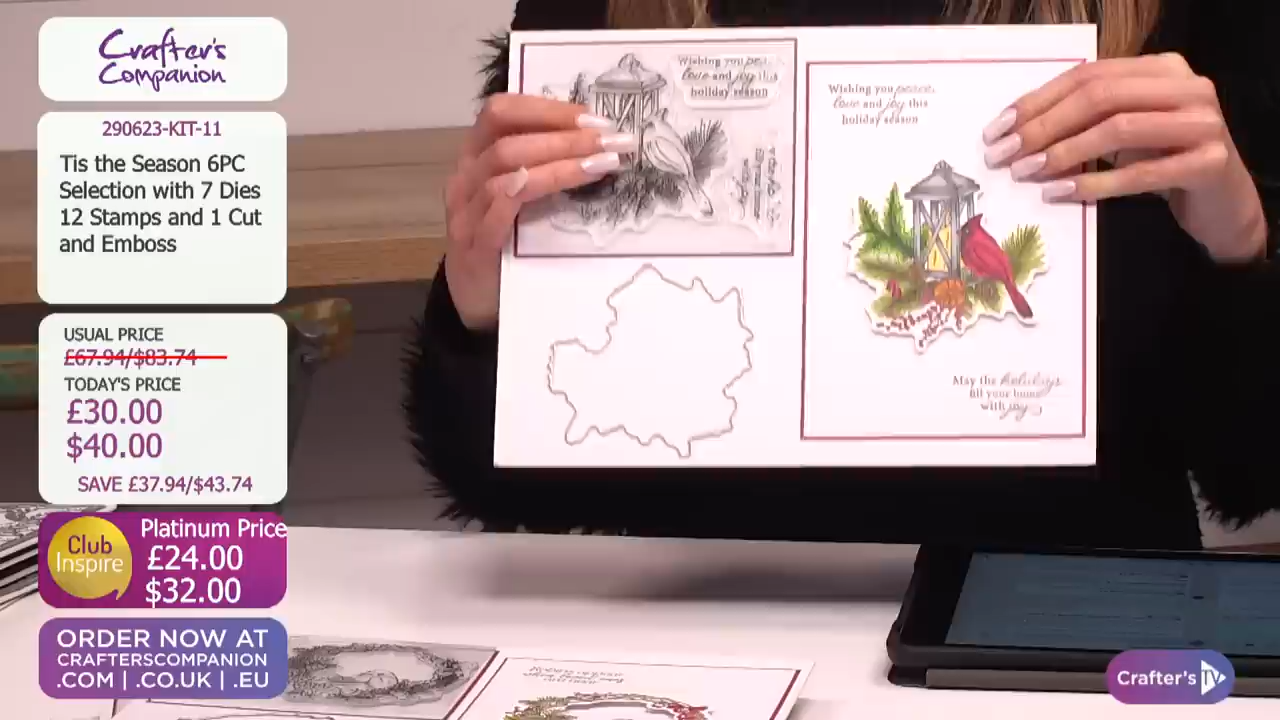 Crafter's
Companion
290623-KIT-11
Tis the Season 6PC
Selection with 7 Dies
12 Stamps and 1 Cut
and Emboss
USUAL PRICE
£67.94/$83.74
TODAY'S PRICE
£30.00
$40.00
SAVE £37.94/$43.74
Club
Inspire
Platinum Price
£24.00
$32.00
ORDER NOW AT
CRAFTERSCOMPANION
.COM | .CO.UK | .EU
Wishing you
love and joy this
holiday season
Wishing you peace,
love and joy this
holiday season
May the holidays
fill your home
with joy
Crafter's TV